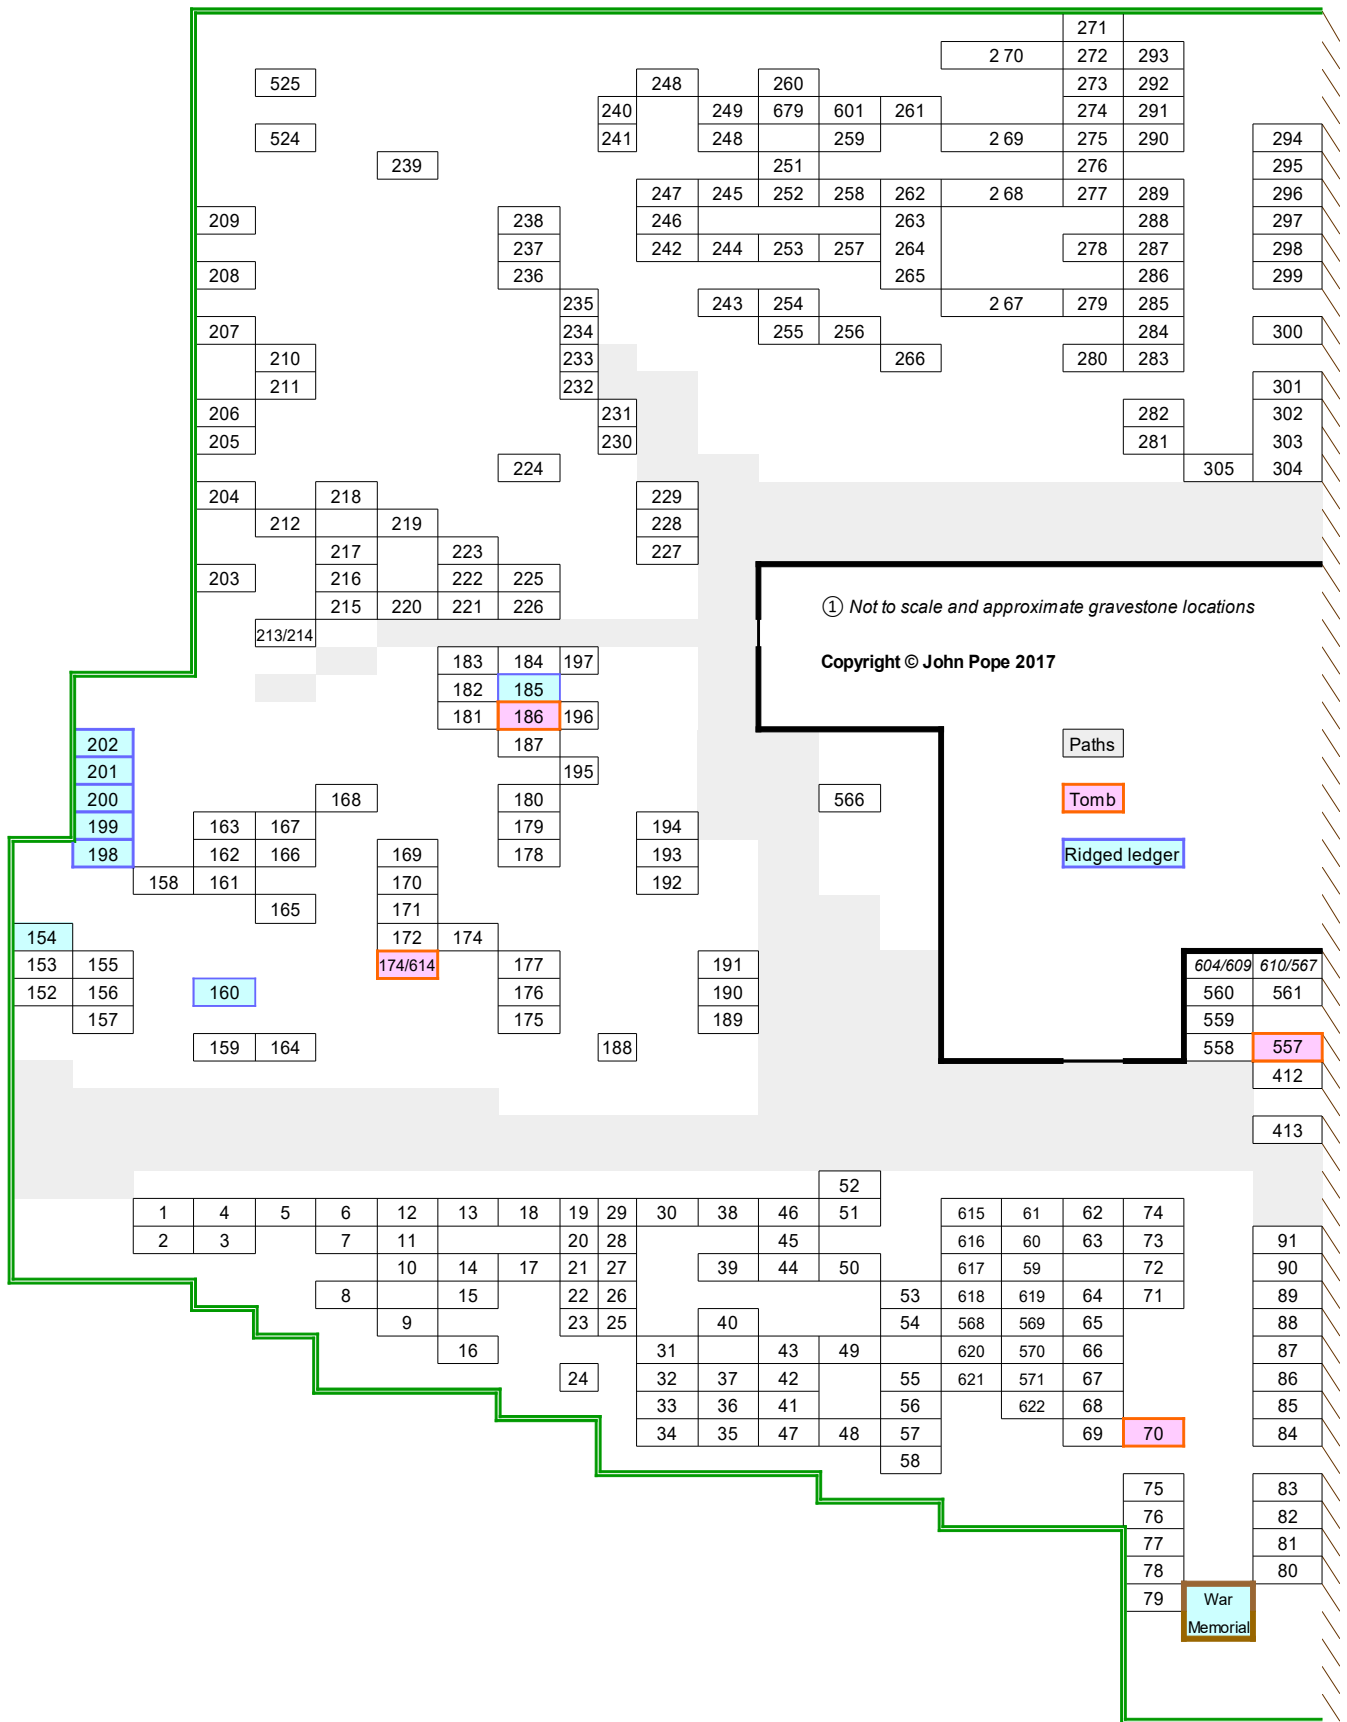 271
2 70 272 293
525 248 260 273 292
240 249 679 601 261 274 291
524 241 248 259 2 69 275 290 294
239 251 276 295
247 245 252 258 262 2 68 277 289 296
209 238 246 263 288 297
237 242 244 253 257 264 278 287 298
208 236 265 286 299
235 243 254 2 67 279 285
207 234 255 256 284 300
210 233 266 280 283
211 232 301
206 231 282 302
205 230 281 303
224 305 304
204 218 229
212 219 228
217 223 227
203 216 222 225
215 220 221 226 ① Not to scale and approximate gravestone locations
213/214
183 184 197 Copyright © John Pope 2017
182 185
181 186 196
202 187 Paths
201 195
200 168 180 566 Tomb
199 163 167 179 194
198 162 166 169 178 193 Ridged ledger
158 161 170 192
165 171
154 172 174
153 155 174/614 177 191 604/609 610/567
152 156 160 176 190 560 561
157 175 189 559
159 164 188 558 557
412
413
52
1 4 5 6 12 13 18 19 29 30 38 46 51 615 61 62 74
2 3 7 11 20 28 45 616 60 63 73 91
10 14 17 21 27 39 44 50 617 59 72 90
8 15 22 26 53 618 619 64 71 89
9 23 25 40 54 568 569 65 88
16 31 43 49 620 570 66 87
24 32 37 42 55 621 571 67 86
33 36 41 56 622 68 85
34 35 47 48 57 69 70 84
58
75 83
76 82
77 81
78 80
79 War
Memorial